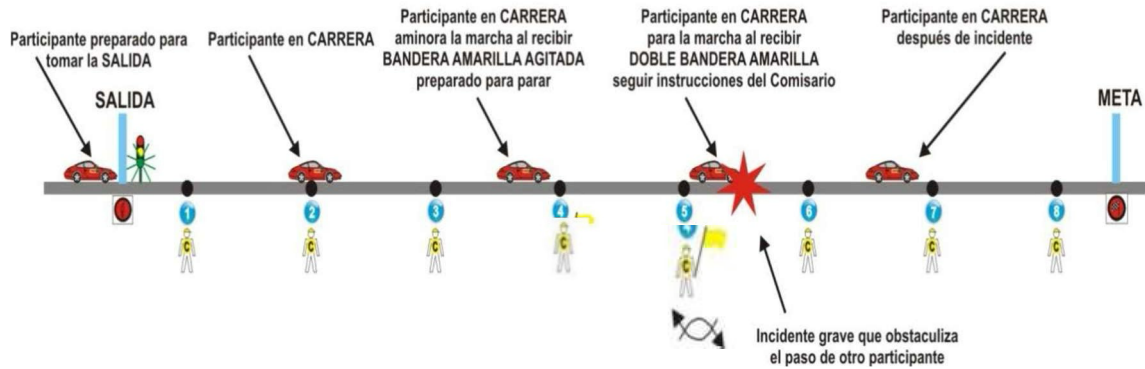 Participante preparado para
tomar la SALIDA
Participante en CARRERA
Participante en CARRERA
aminora la marcha al recibir
BANDERA AMARILLA AGITADA
preparado para parar
Participante en CARRERA
para la marcha al recibir
DOBLE BANDERA AMARILLA
seguir instrucciones del Comisario
Participante en CARRERA
después de incidente
SALIDA
META
1
2
3
4
5
6
7
8
C
C
C
C
C
C
C
C
Incidente grave que obstaculiza
el paso de otro participante